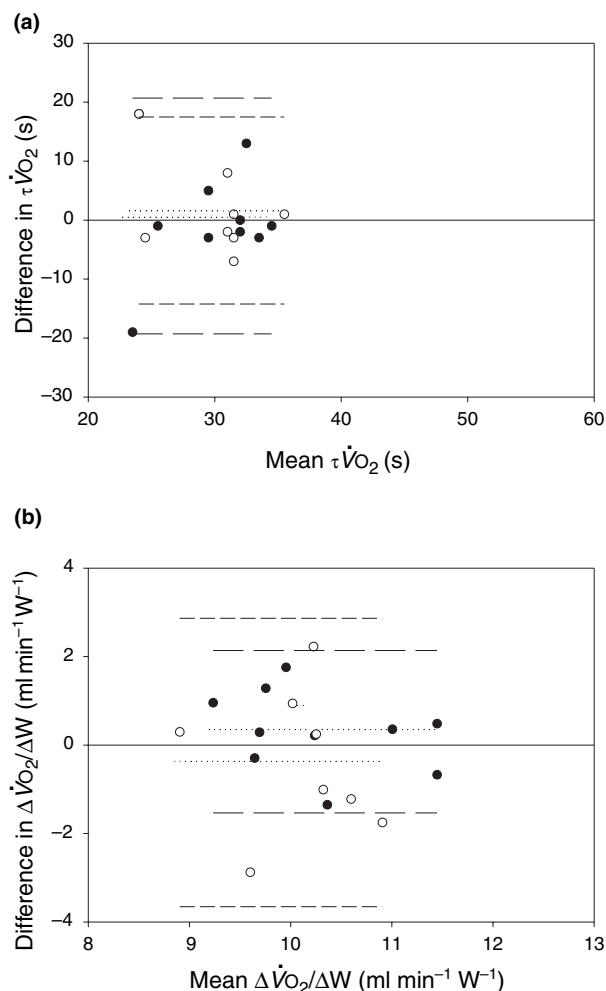 (a)
30
20
10
0
−10
−20
−30
20 30 40 50 60
Difference in τV̇O₂ (s)
Mean τV̇O₂ (s)
(b)
4
2
0
−2
−4
8 9 10 11 12 13
Difference in ΔV̇O₂/ΔW (ml min⁻¹ W⁻¹)
Mean ΔV̇O₂/ΔW (ml min⁻¹ W⁻¹)